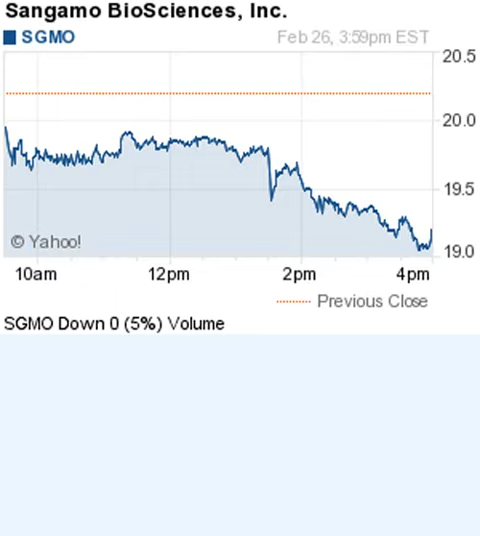 Sangamo BioSciences, Inc.
SGMO
Feb 26, 3:59pm EST
20.5
20.0
19.5
19.0
© Yahoo!
10am 12pm 2pm 4pm
Previous Close
SGMO Down 0 (5%) Volume